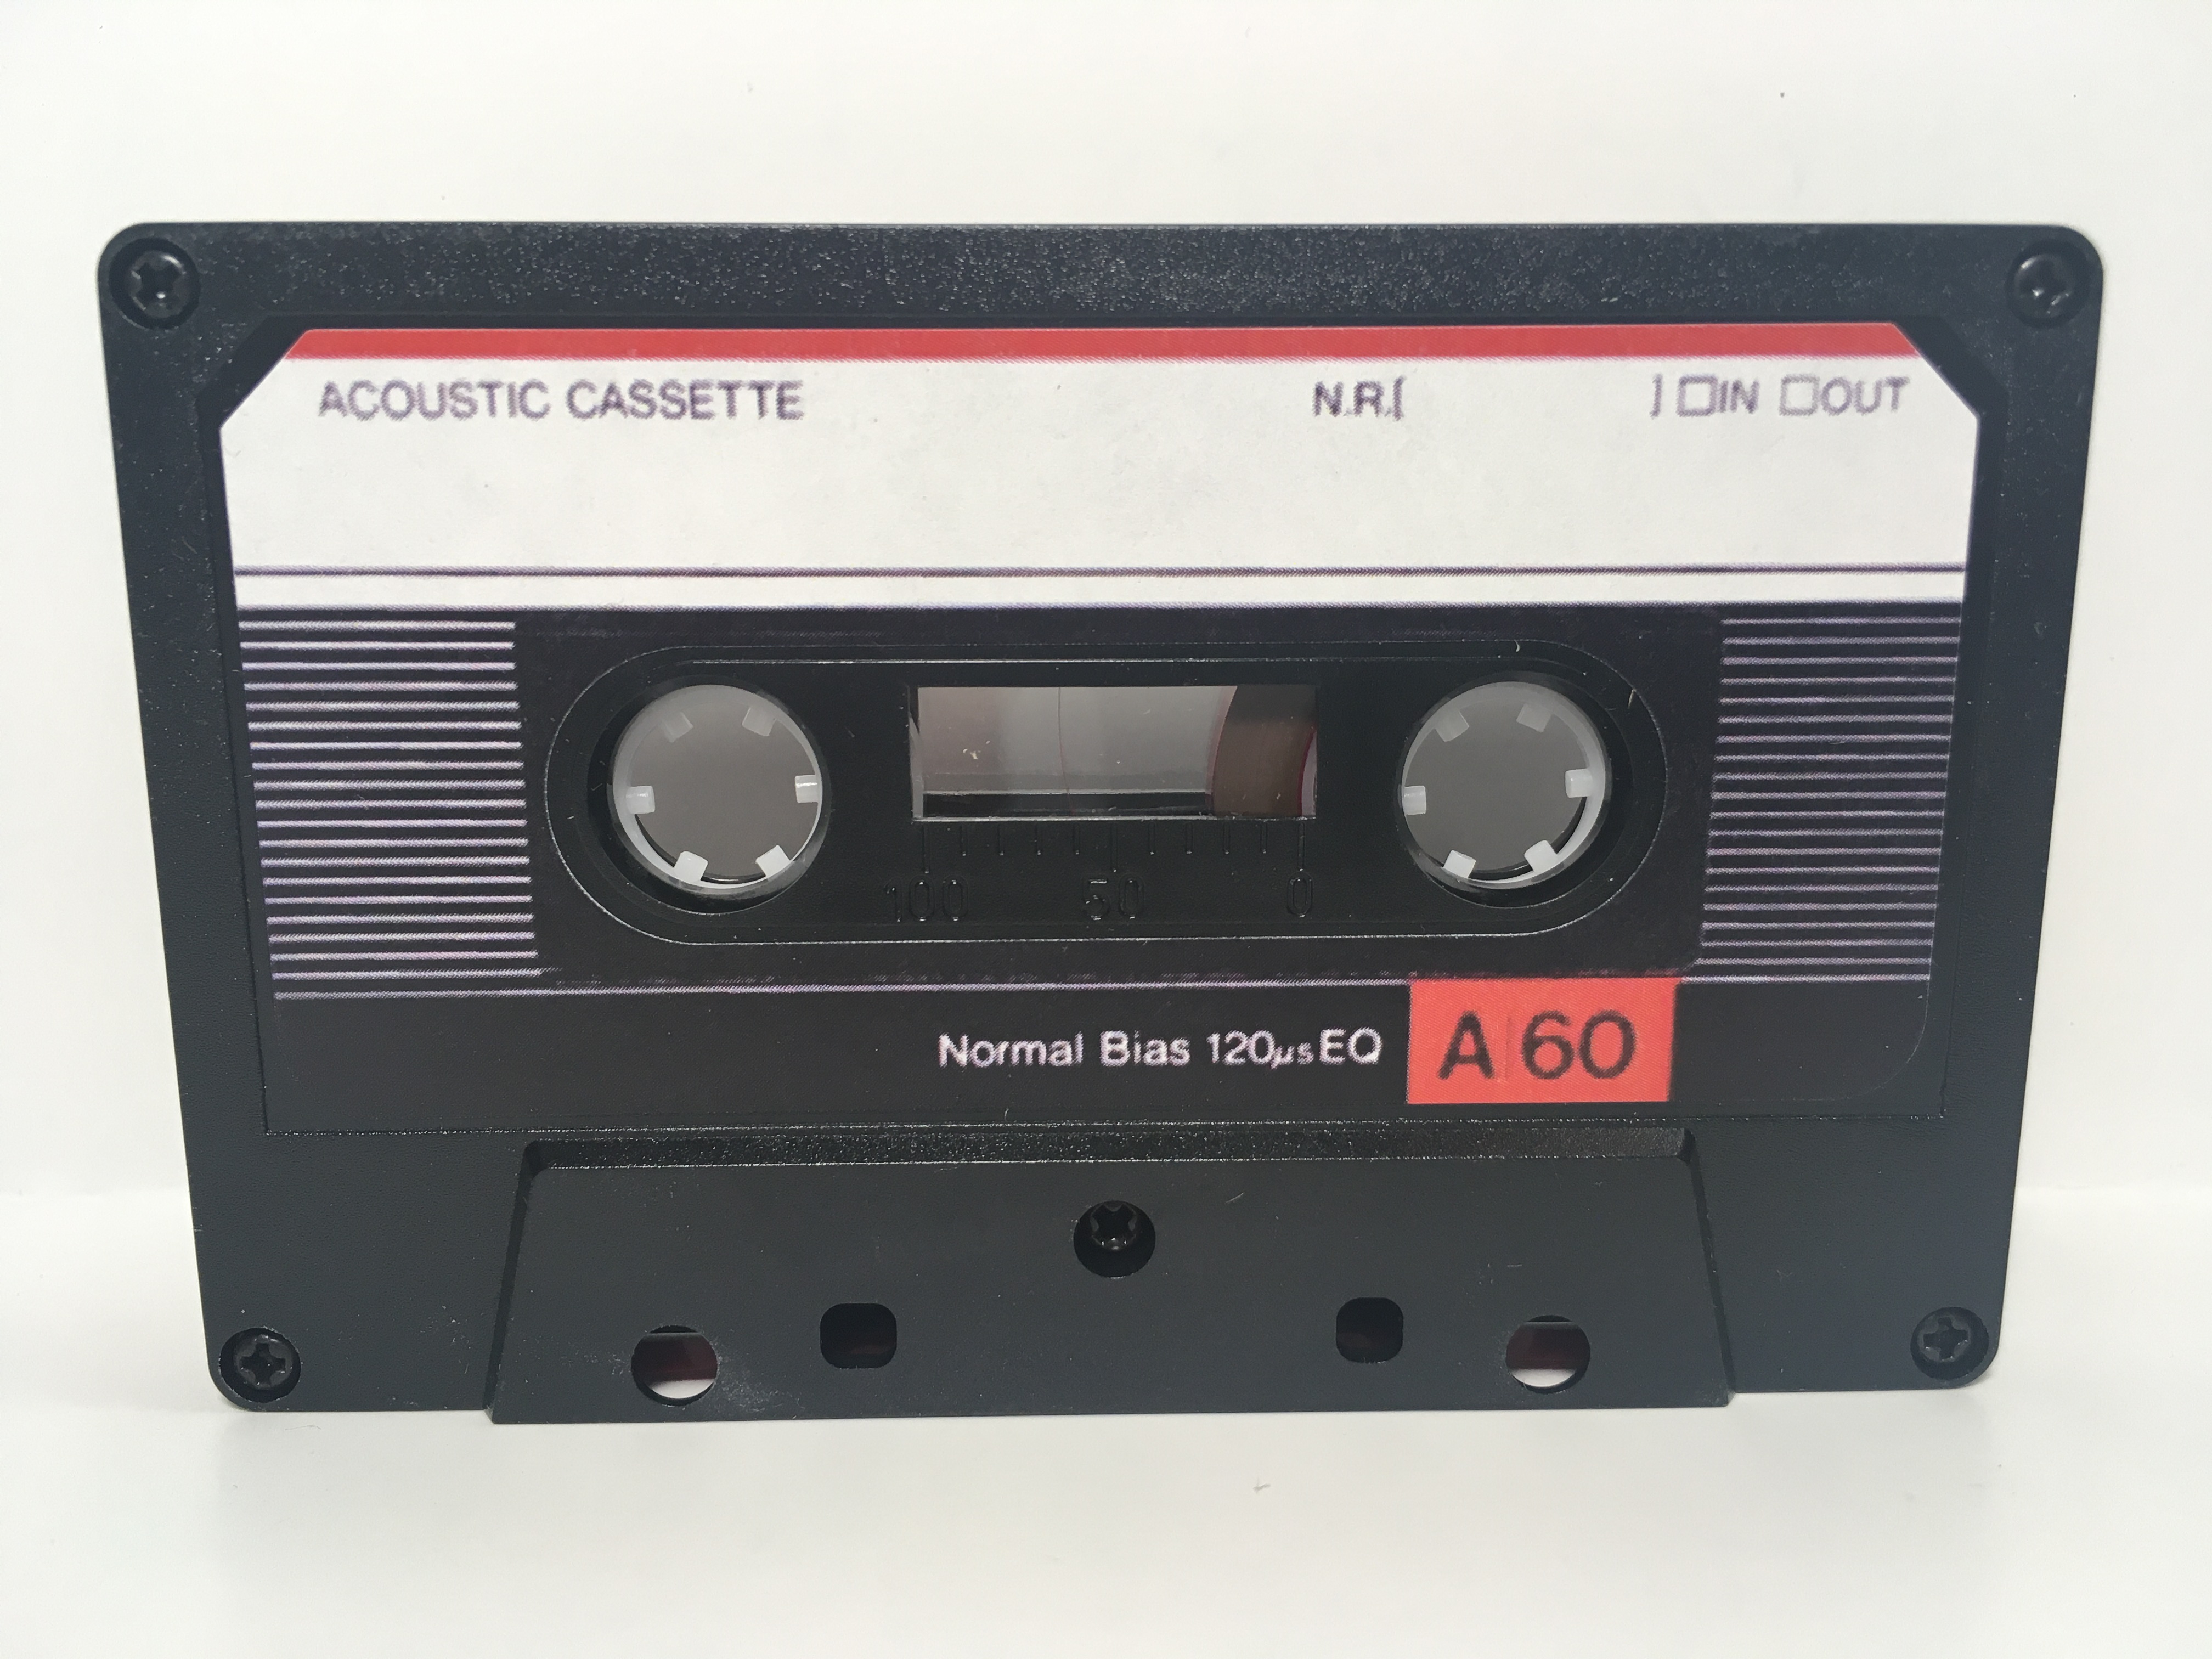 ACOUSTIC CASSETTE N.R.[ ] □IN □OUT
100 50 0
Normal Bias 120µs EQ A|60